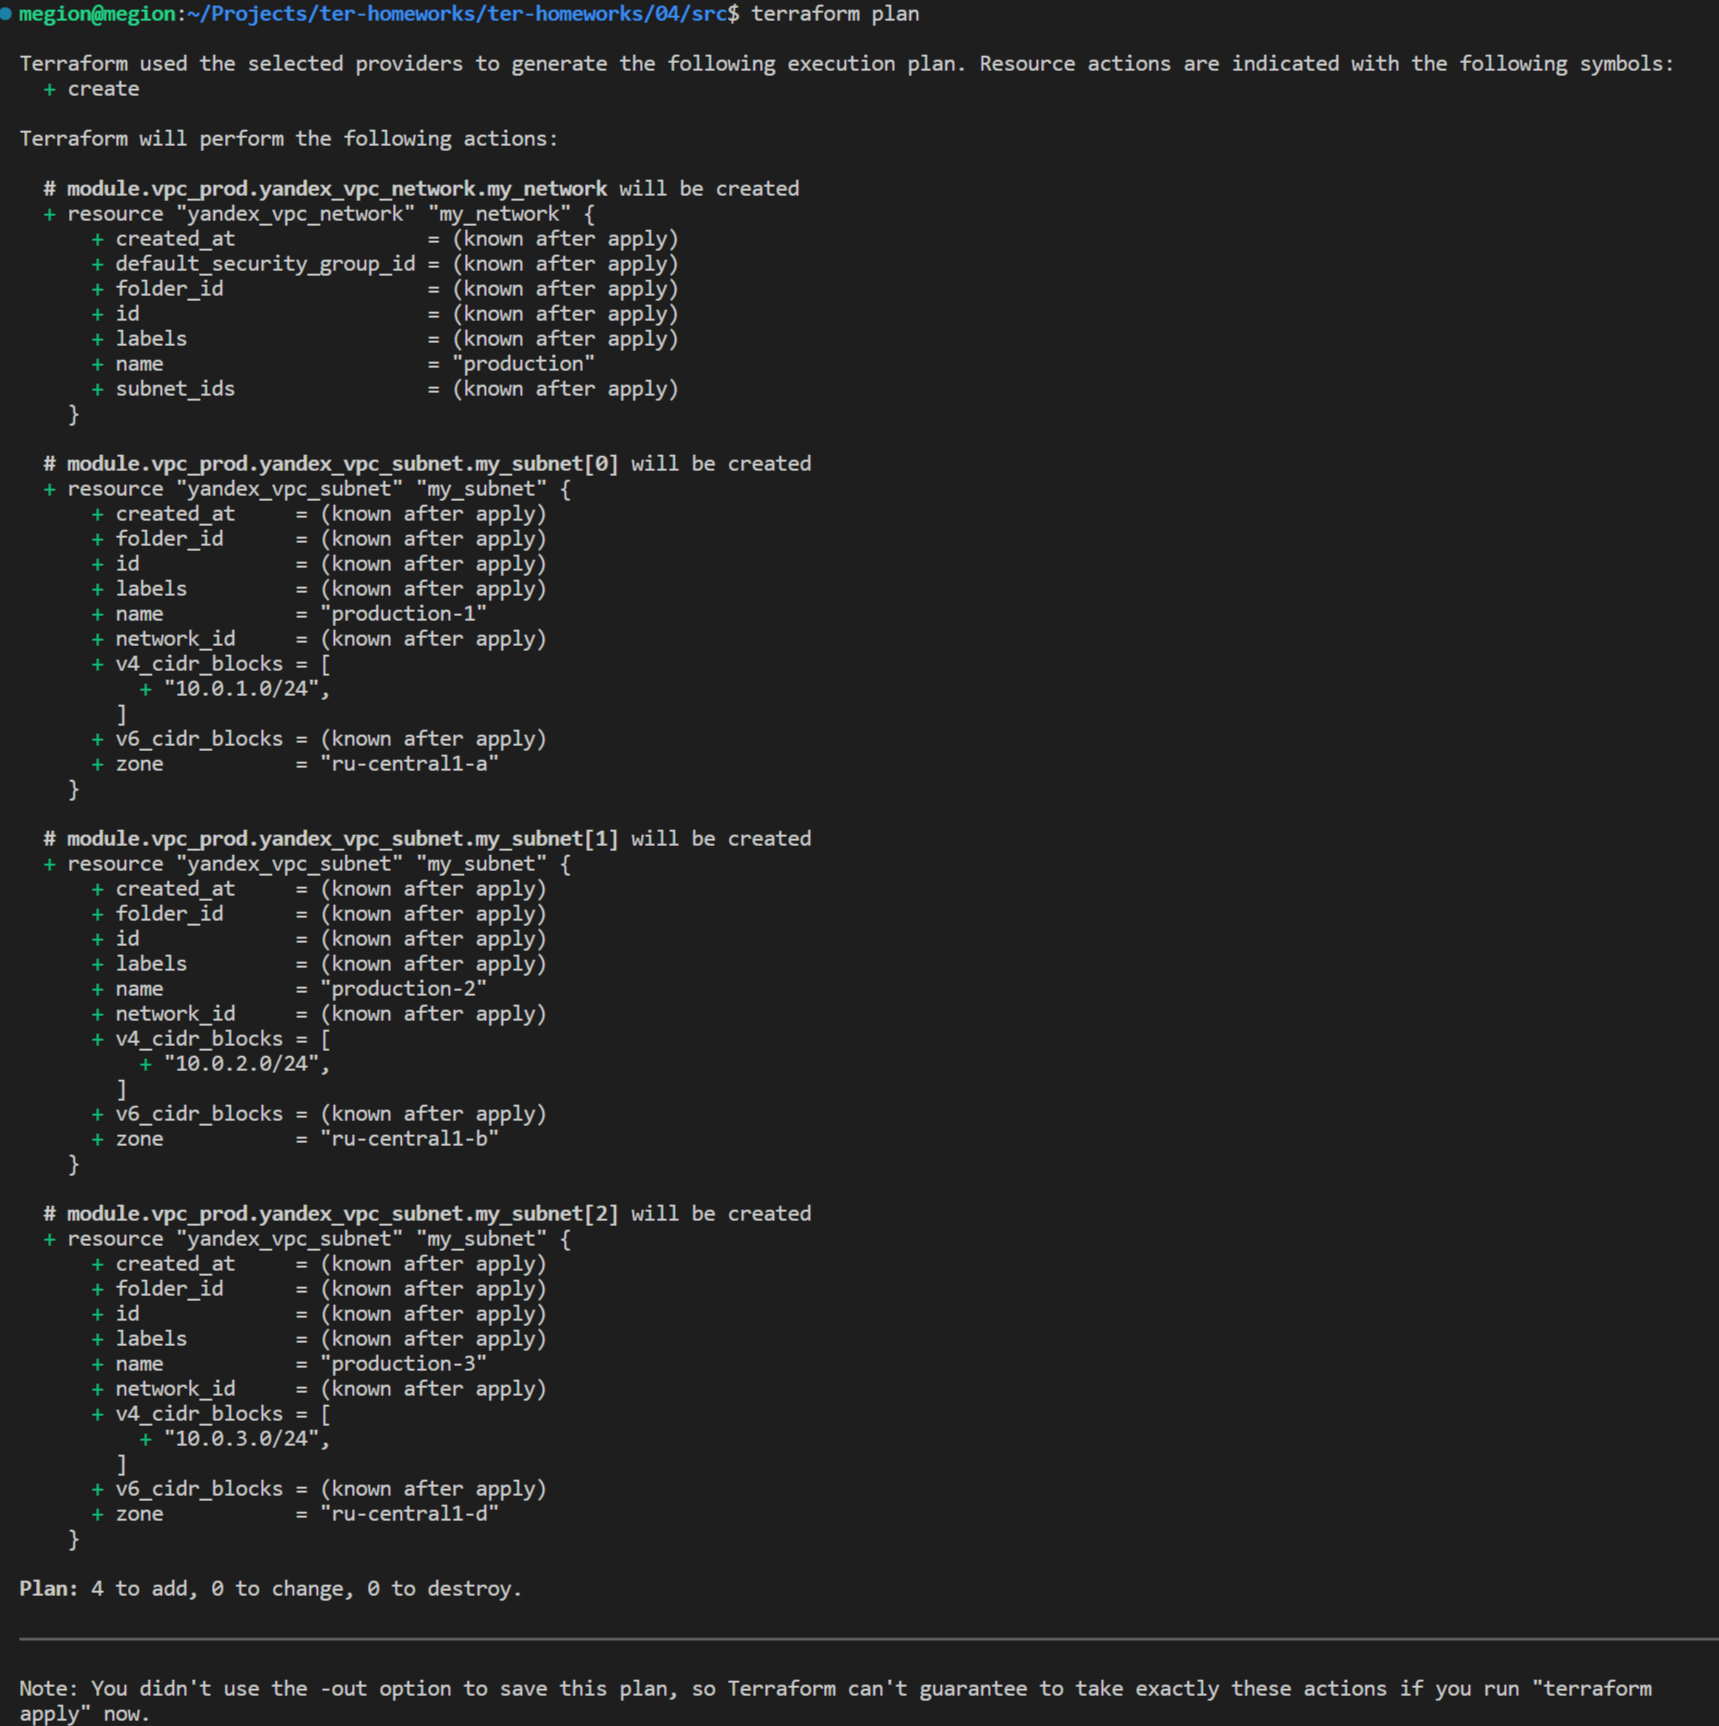 megion@megion:~/Projects/ter-homeworks/ter-homeworks/04/src$ terraform plan
Terraform used the selected providers to generate the following execution plan. Resource actions are indicated with the following symbols:
  + create
Terraform will perform the following actions:
  # module.vpc_prod.yandex_vpc_network.my_network will be created
  + resource "yandex_vpc_network" "my_network" {
      + created_at                = (known after apply)
      + default_security_group_id = (known after apply)
      + folder_id                 = (known after apply)
      + id                        = (known after apply)
      + labels                    = (known after apply)
      + name                      = "production"
      + subnet_ids                = (known after apply)
    }
  # module.vpc_prod.yandex_vpc_subnet.my_subnet[0] will be created
  + resource "yandex_vpc_subnet" "my_subnet" {
      + created_at     = (known after apply)
      + folder_id      = (known after apply)
      + id             = (known after apply)
      + labels         = (known after apply)
      + name           = "production-1"
      + network_id     = (known after apply)
      + v4_cidr_blocks = [
          + "10.0.1.0/24",
        ]
      + v6_cidr_blocks = (known after apply)
      + zone           = "ru-central1-a"
    }
  # module.vpc_prod.yandex_vpc_subnet.my_subnet[1] will be created
  + resource "yandex_vpc_subnet" "my_subnet" {
      + created_at     = (known after apply)
      + folder_id      = (known after apply)
      + id             = (known after apply)
      + labels         = (known after apply)
      + name           = "production-2"
      + network_id     = (known after apply)
      + v4_cidr_blocks = [
          + "10.0.2.0/24",
        ]
      + v6_cidr_blocks = (known after apply)
      + zone           = "ru-central1-b"
    }
  # module.vpc_prod.yandex_vpc_subnet.my_subnet[2] will be created
  + resource "yandex_vpc_subnet" "my_subnet" {
      + created_at     = (known after apply)
      + folder_id      = (known after apply)
      + id             = (known after apply)
      + labels         = (known after apply)
      + name           = "production-3"
      + network_id     = (known after apply)
      + v4_cidr_blocks = [
          + "10.0.3.0/24",
        ]
      + v6_cidr_blocks = (known after apply)
      + zone           = "ru-central1-d"
    }
Plan: 4 to add, 0 to change, 0 to destroy.
Note: You didn't use the -out option to save this plan, so Terraform can't guarantee to take exactly these actions if you run "terraform
apply" now.